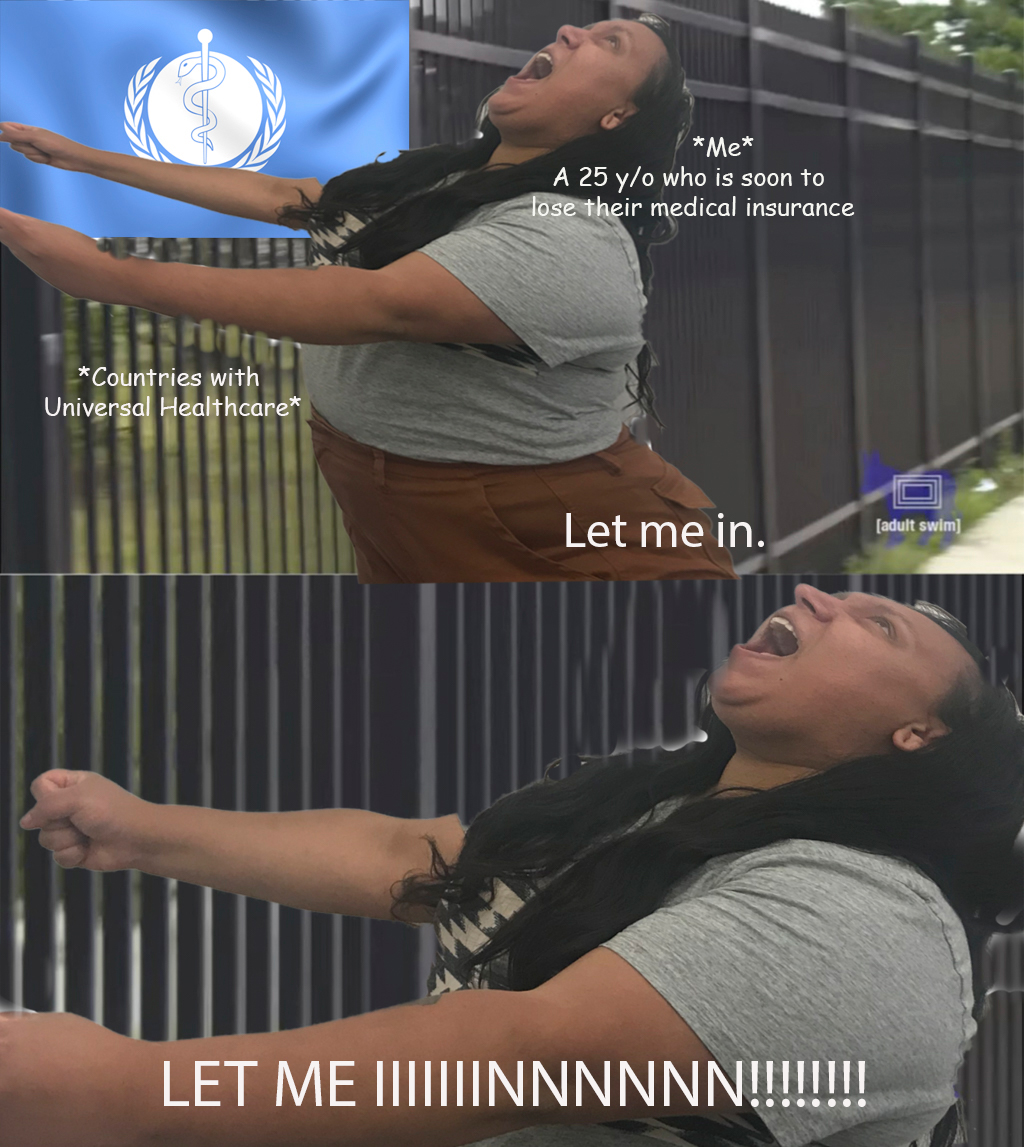 *Me*
A 25 y/o who is soon to
lose their medical insurance
*Countries with
Universal Healthcare*
[adult swim]
Let me in.
LET ME IIIIIIINNNNNN!!!!!!!!